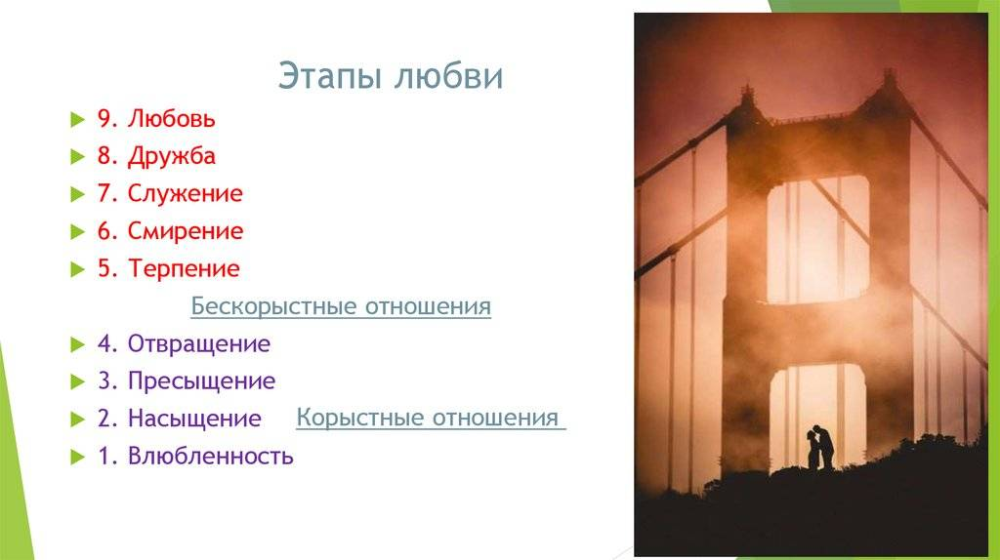 Этапы любви
9. Любовь
8. Дружба
7. Служение
6. Смирение
5. Терпение
Бескорыстные отношения
4. Отвращение
3. Пресыщение
2. Насыщение Корыстные отношения
1. Влюбленность